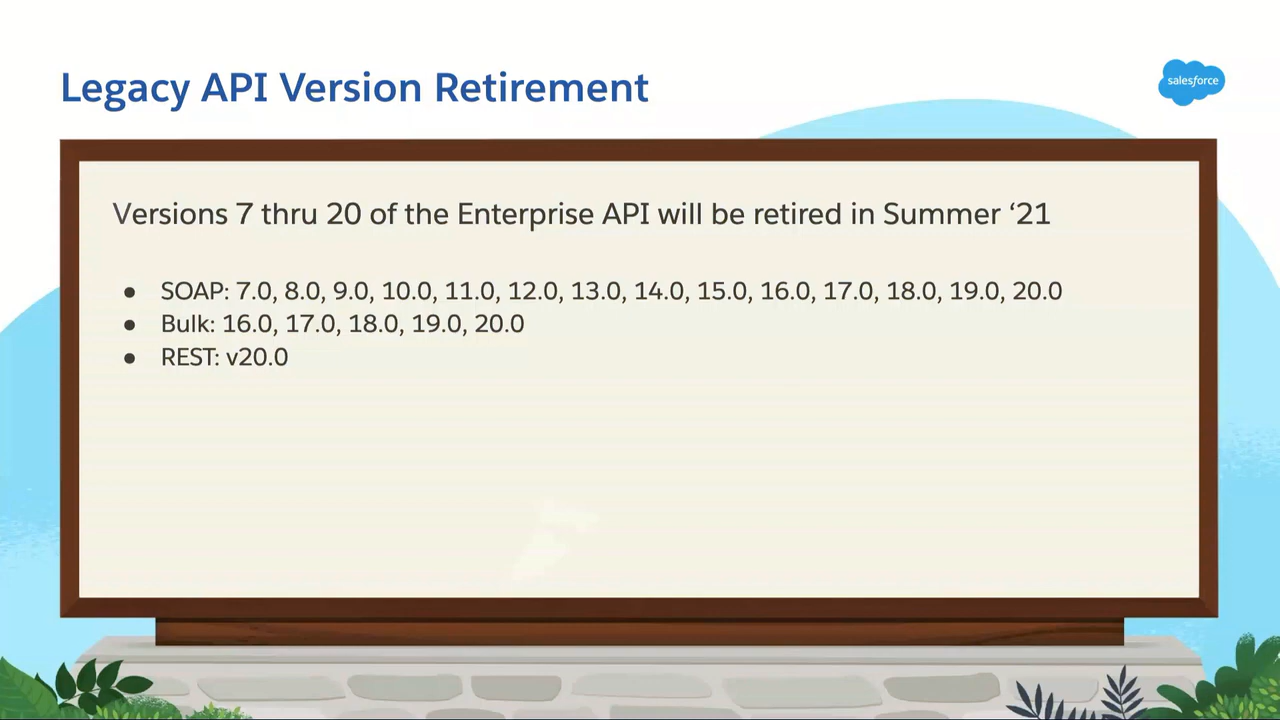 Legacy API Version Retirement
salesforce
Versions 7 thru 20 of the Enterprise API will be retired in Summer ‘21
● SOAP: 7.0, 8.0, 9.0, 10.0, 11.0, 12.0, 13.0, 14.0, 15.0, 16.0, 17.0, 18.0, 19.0, 20.0
● Bulk: 16.0, 17.0, 18.0, 19.0, 20.0
● REST: v20.0